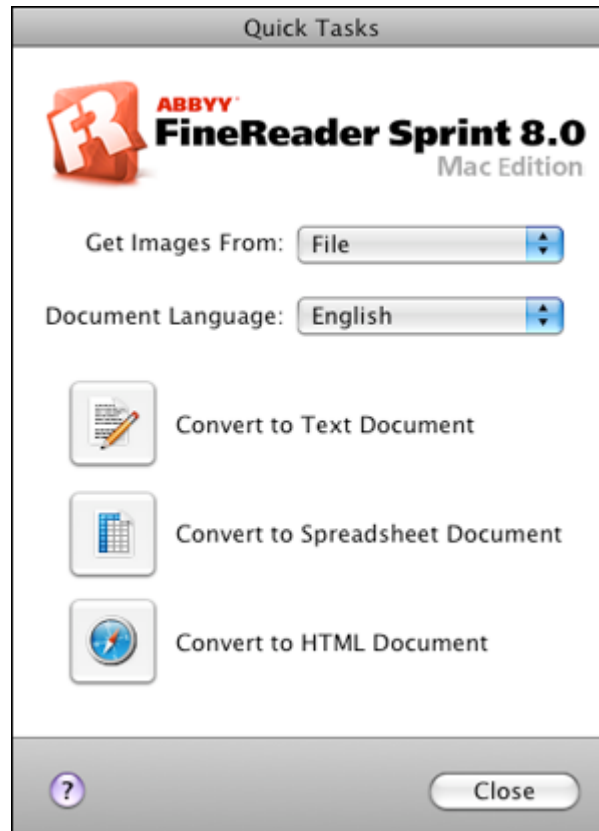 Quick Tasks
ABBYY
FineReader Sprint 8.0
Mac Edition
Get Images From: File
Document Language: English
Convert to Text Document
Convert to Spreadsheet Document
Convert to HTML Document
? Close